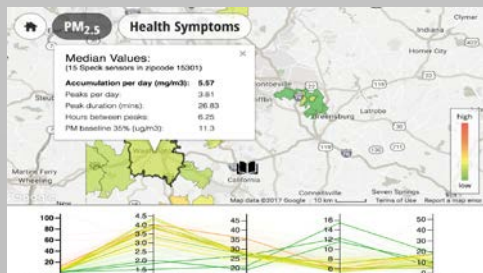 PM2.5 Health Symptoms
Clymer
Indiana
Homer City
Median Values:
(15 Speck sensors in zipcode 15301)
Accumulation per day (mg/m3): 5.57
Peaks per day: 3.81
Peak duration (mins): 26.83
Hours between peaks: 6.25
PM baseline 35% (ug/m3): 11.3
Latrobe
Greensburg
high
low
Martins Ferry
Wheeling
California
Connellsville
Seven Springs
Map data ©2017 Google
10 km
Terms of Use
Report a map error
100 4.5 45 16 50
80 4.0 40 14 40
60 3.5 35 12 30
40 3.0 30 10 20
20 2.5 25 8 10
2.0 20 6 0
1.5